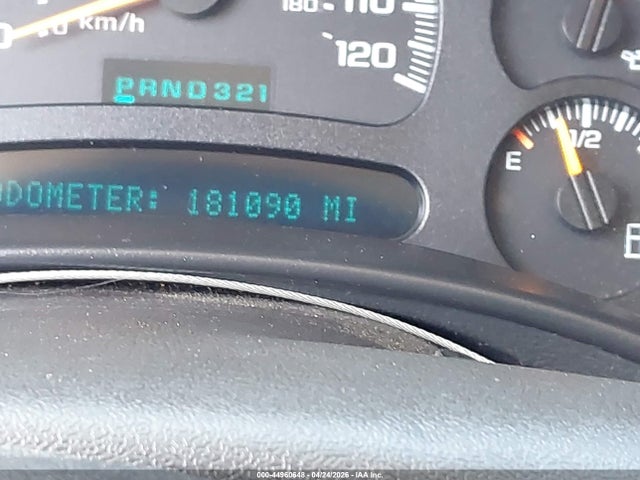 180 110
km/h
120
PRND321
ODOMETER: 181090 MI
E 1/2
000-44960648 - 04/24/2026 - IAA Inc.